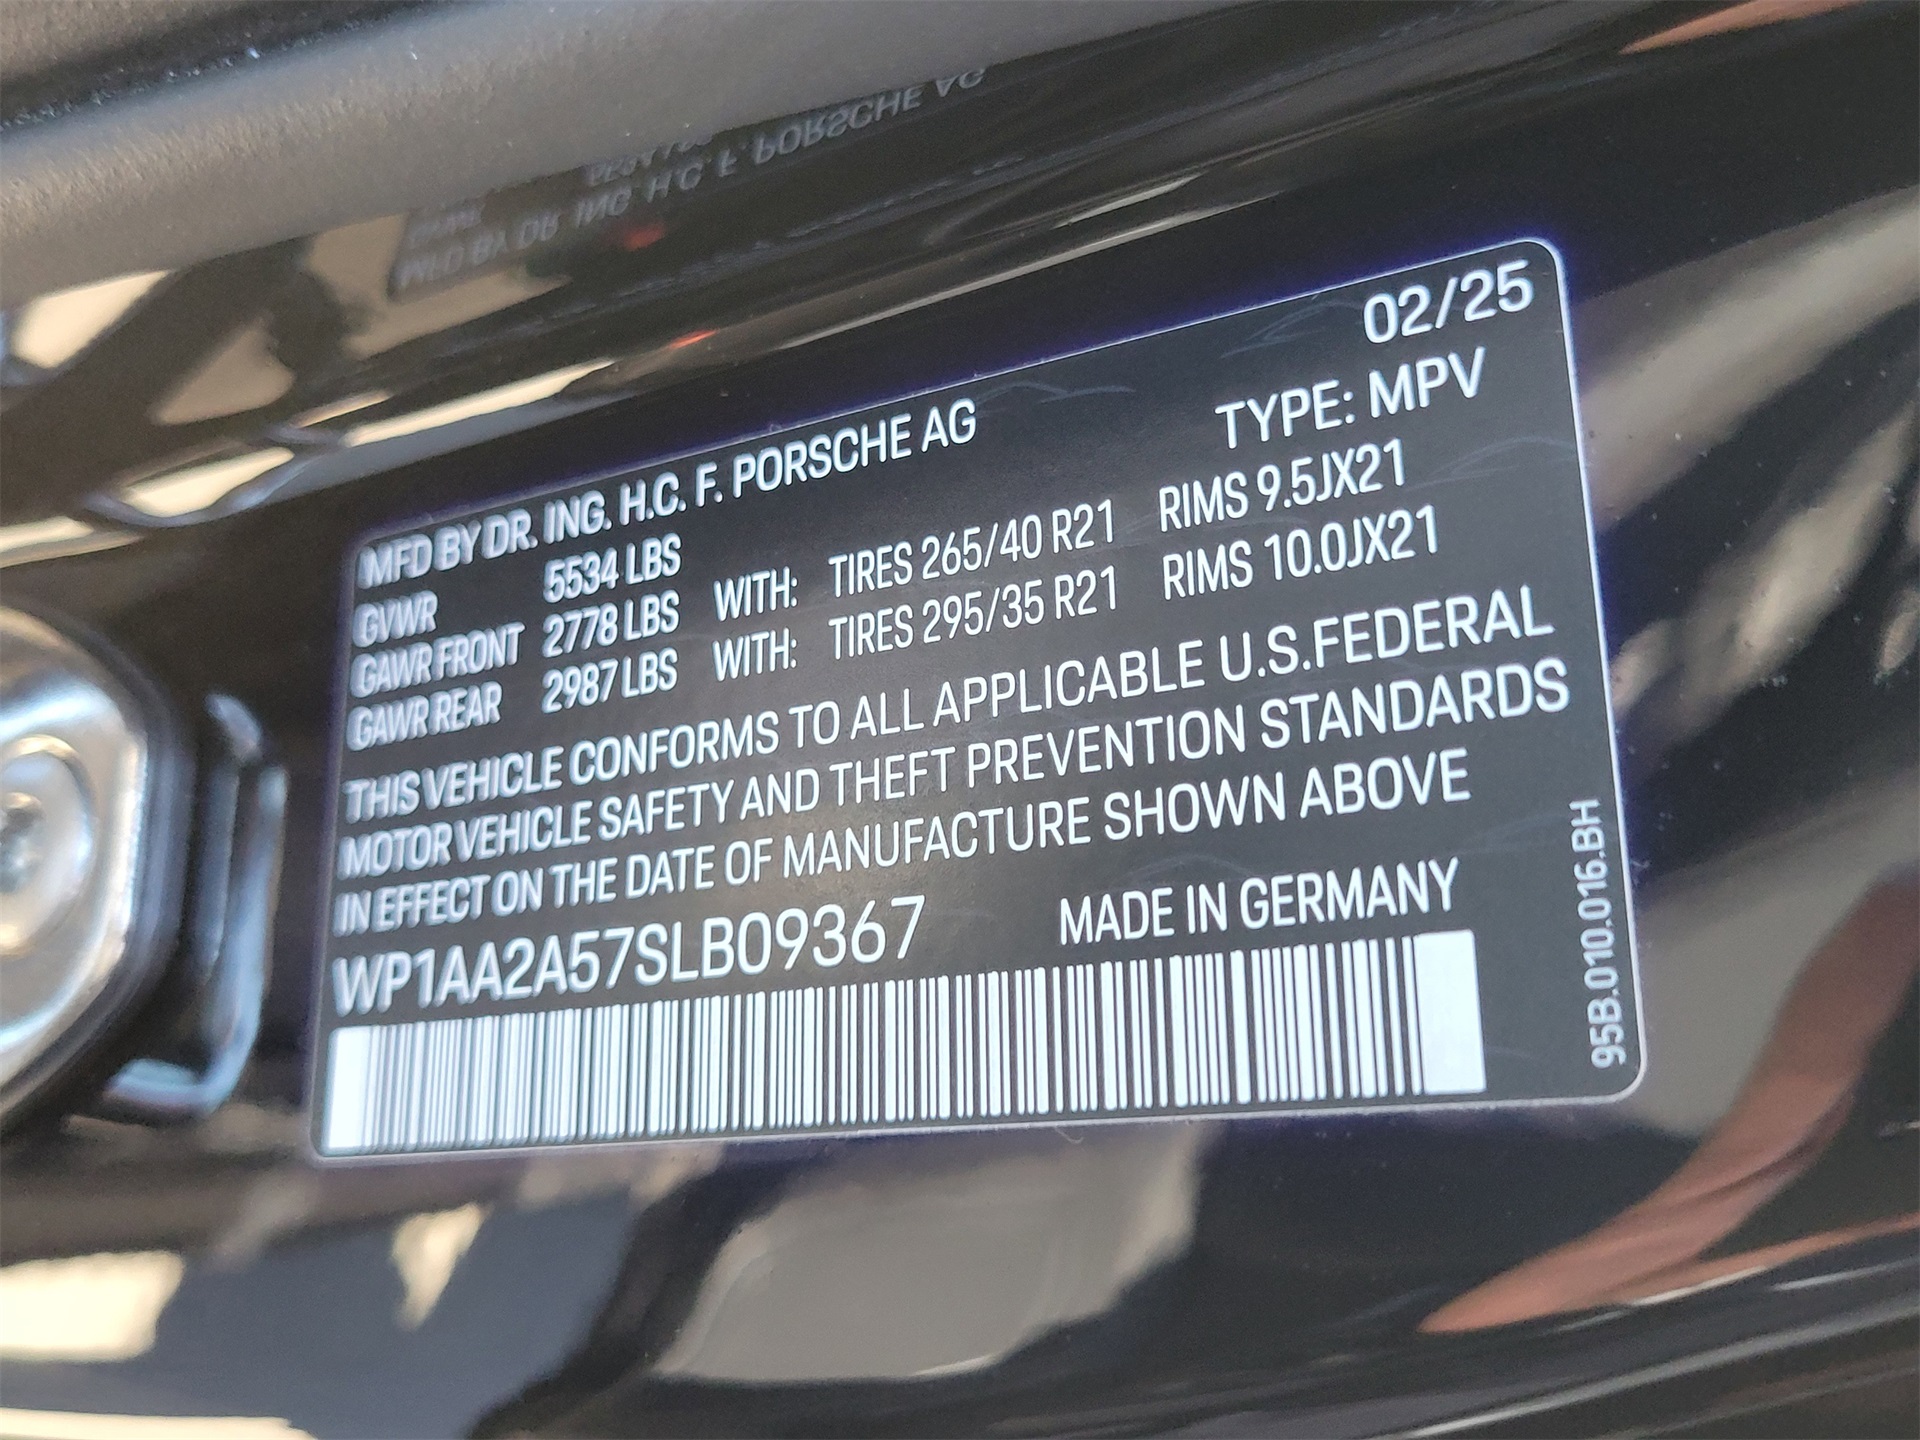 02/25
MFD BY DR. ING. H.C. F. PORSCHE AG TYPE: MPV
GVWR 5534 LBS
GAWR FRONT 2778 LBS WITH: TIRES 265/40 R21 RIMS 9.5JX21
GAWR REAR 2987 LBS WITH: TIRES 295/35 R21 RIMS 10.0JX21
THIS VEHICLE CONFORMS TO ALL APPLICABLE U.S.FEDERAL
MOTOR VEHICLE SAFETY AND THEFT PREVENTION STANDARDS
IN EFFECT ON THE DATE OF MANUFACTURE SHOWN ABOVE
WP1AA2A57SLB09367 MADE IN GERMANY
95B.010.016.BH